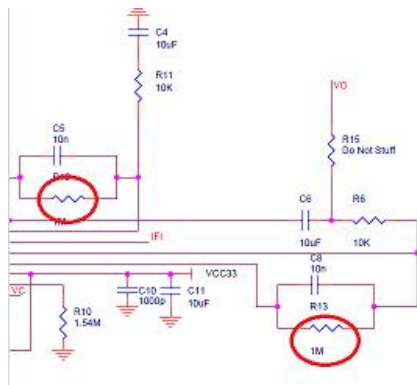 C4
10uF
R11
10K
VO
C5
10n
R15
Do Not Stuff
1M
C6
R6
IFI
10uF
10K
C8
10n
VCC33
VC
C10
1000p
C11
10uF
R10
1.54M
R13
1M